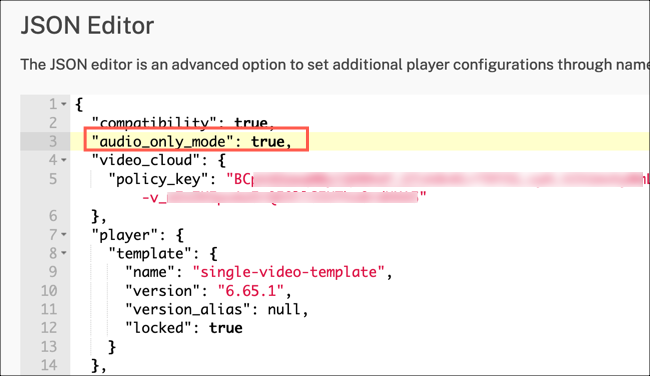 JSON Editor
The JSON editor is an advanced option to set additional player configurations through name
1 {
2 "compatibility": true,
3 "audio_only_mode": true,
4 "video_cloud": {
5 "policy_key": "BC
-v_
6 },
7 "player": {
8 "template": {
9 "name": "single-video-template",
10 "version": "6.65.1",
11 "version_alias": null,
12 "locked": true
13 }
14 },